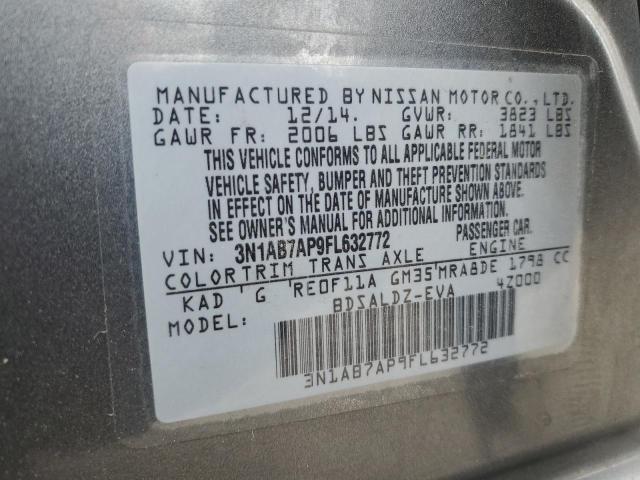 MANUFACTURED BY NISSAN MOTOR CO., LTD.
DATE: 12/14. GVWR: 3823 LBS
GAWR FR: 2006 LBS GAWR RR: 1841 LBS
THIS VEHICLE CONFORMS TO ALL APPLICABLE FEDERAL MOTOR
VEHICLE SAFETY, BUMPER AND THEFT PREVENTION STANDARDS
IN EFFECT ON THE DATE OF MANUFACTURE SHOWN ABOVE.
SEE OWNER'S MANUAL FOR ADDITIONAL INFORMATION.
VIN: 3N1AB7AP9FL632772 PASSENGER CAR.
COLOR TRIM TRANS AXLE ENGINE
KAD G RE0F11A GM35 MRA8DE 1798 CC
MODEL: BDSALDZ-EVA 4Z000
3N1AB7AP9FL632772